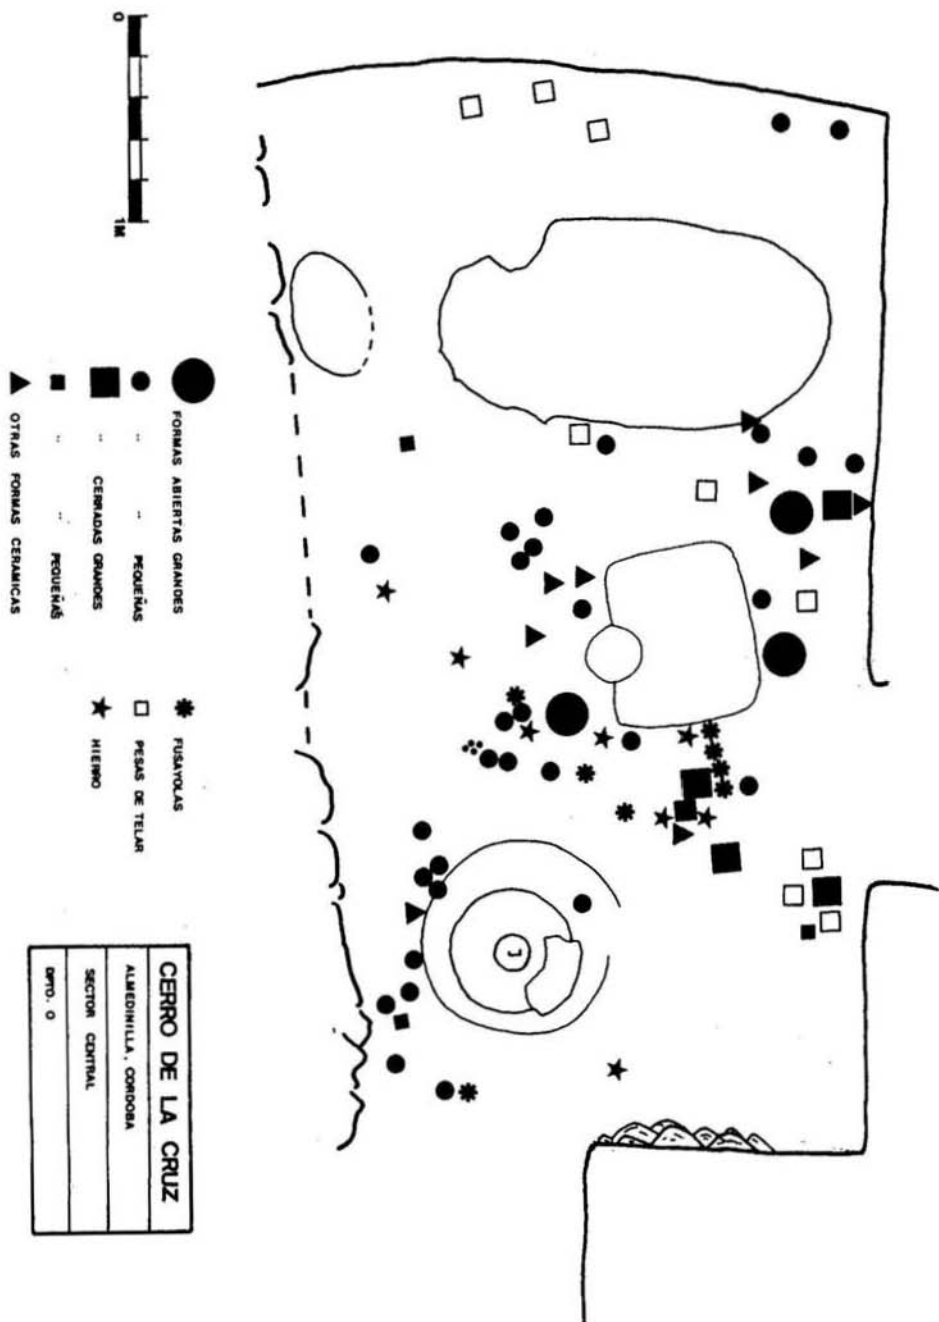 0
1M
FORMAS ABIERTAS GRANDES
" " PEQUEÑAS
" CERRADAS GRANDES
" " PEQUEÑAS
OTRAS FORMAS CERAMICAS
FUSAYOLAS
PESAS DE TELAR
HIERRO
CERRO DE LA CRUZ
ALMEDINILLA, CORDOBA
SECTOR CENTRAL
DPTO. O